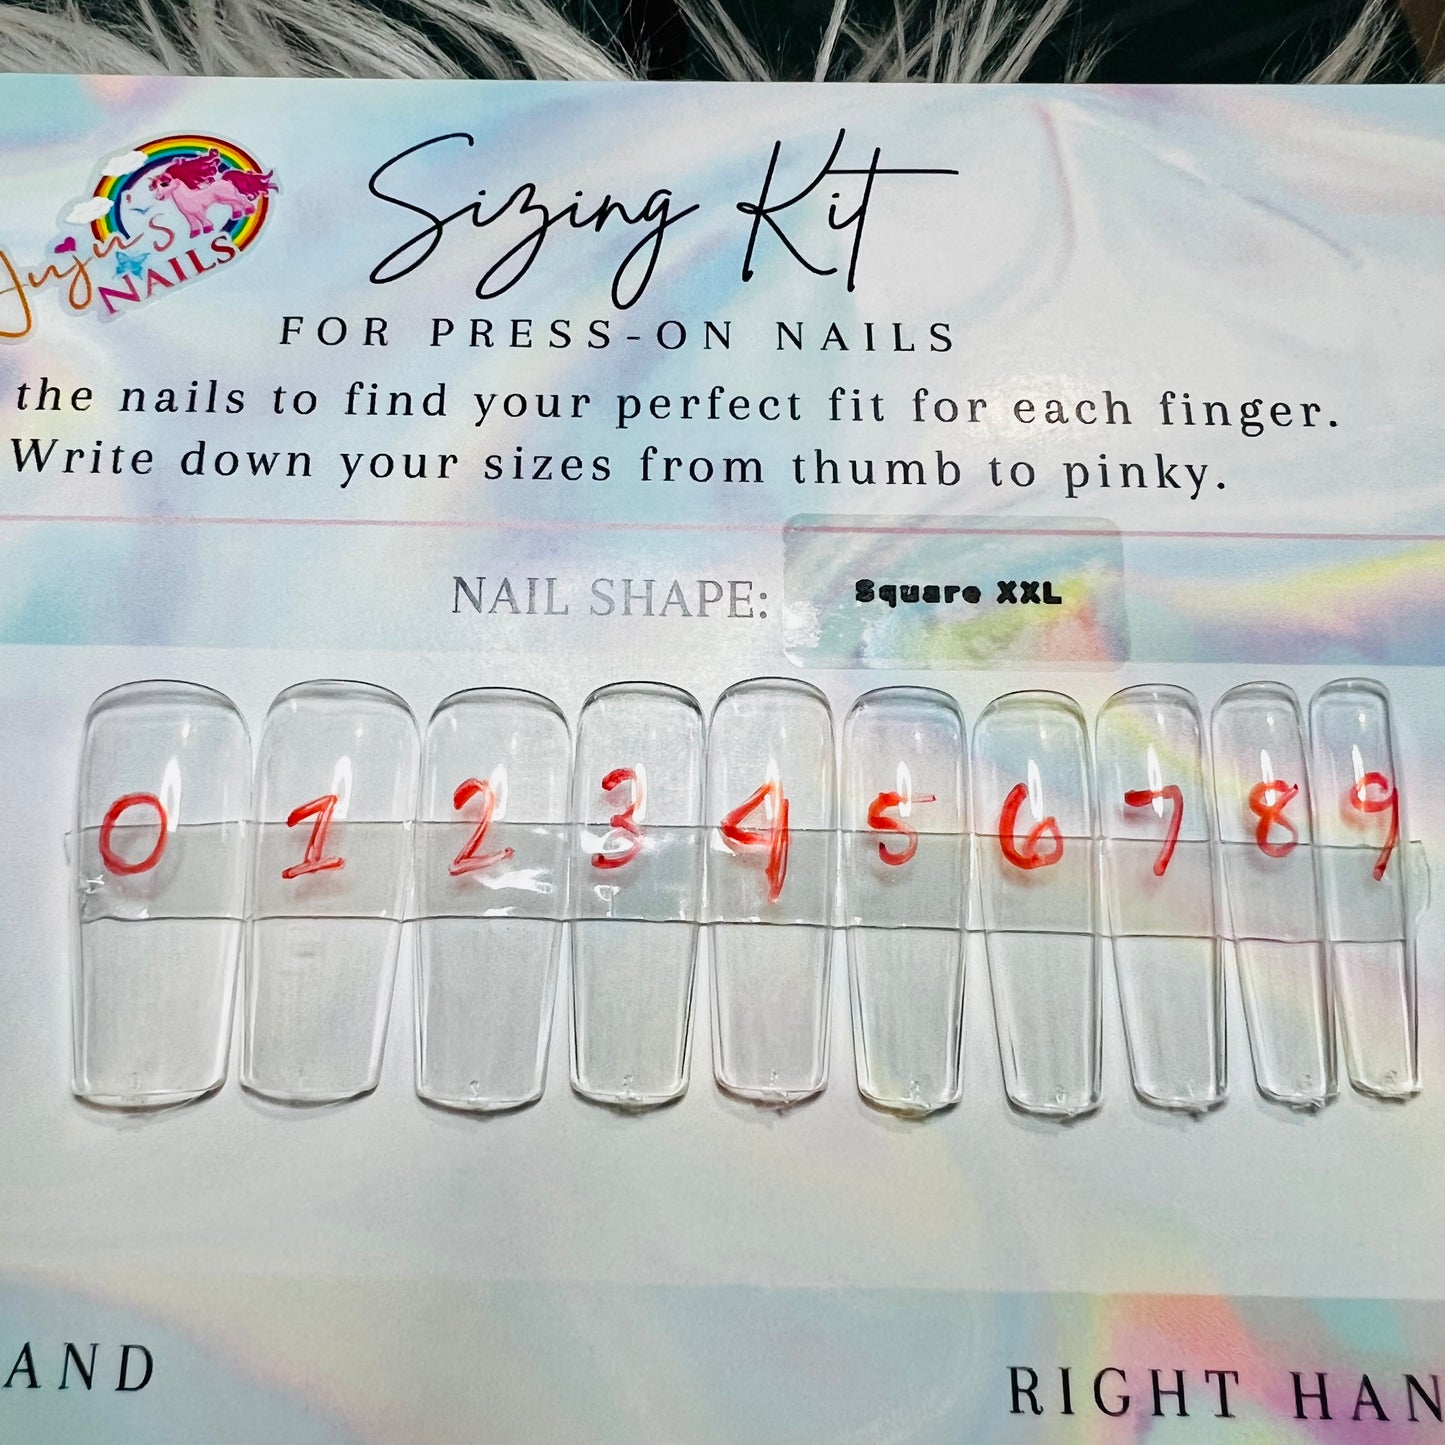 Juju's
NAILS
Sizing Kit
FOR PRESS-ON NAILS
the nails to find your perfect fit for each finger.
Write down your sizes from thumb to pinky.
NAIL SHAPE: Square XXL
0 1 2 3 4 5 6 7 8 9
AND
RIGHT HAN